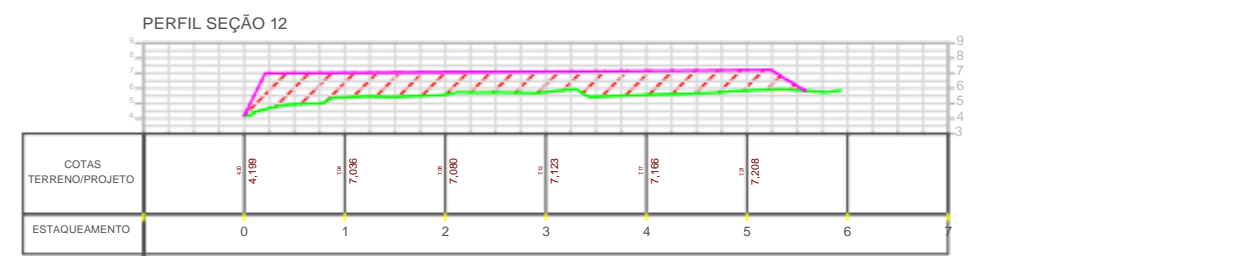 PERFIL SEÇÃO 12
9 9
8
7 7
6 6
5 5
4 4
3
COTAS
TERRENO/PROJETO
4,199 7,036 7,080 7,123 7,166 7,208
ESTAQUEAMENTO
0 1 2 3 4 5 6 7